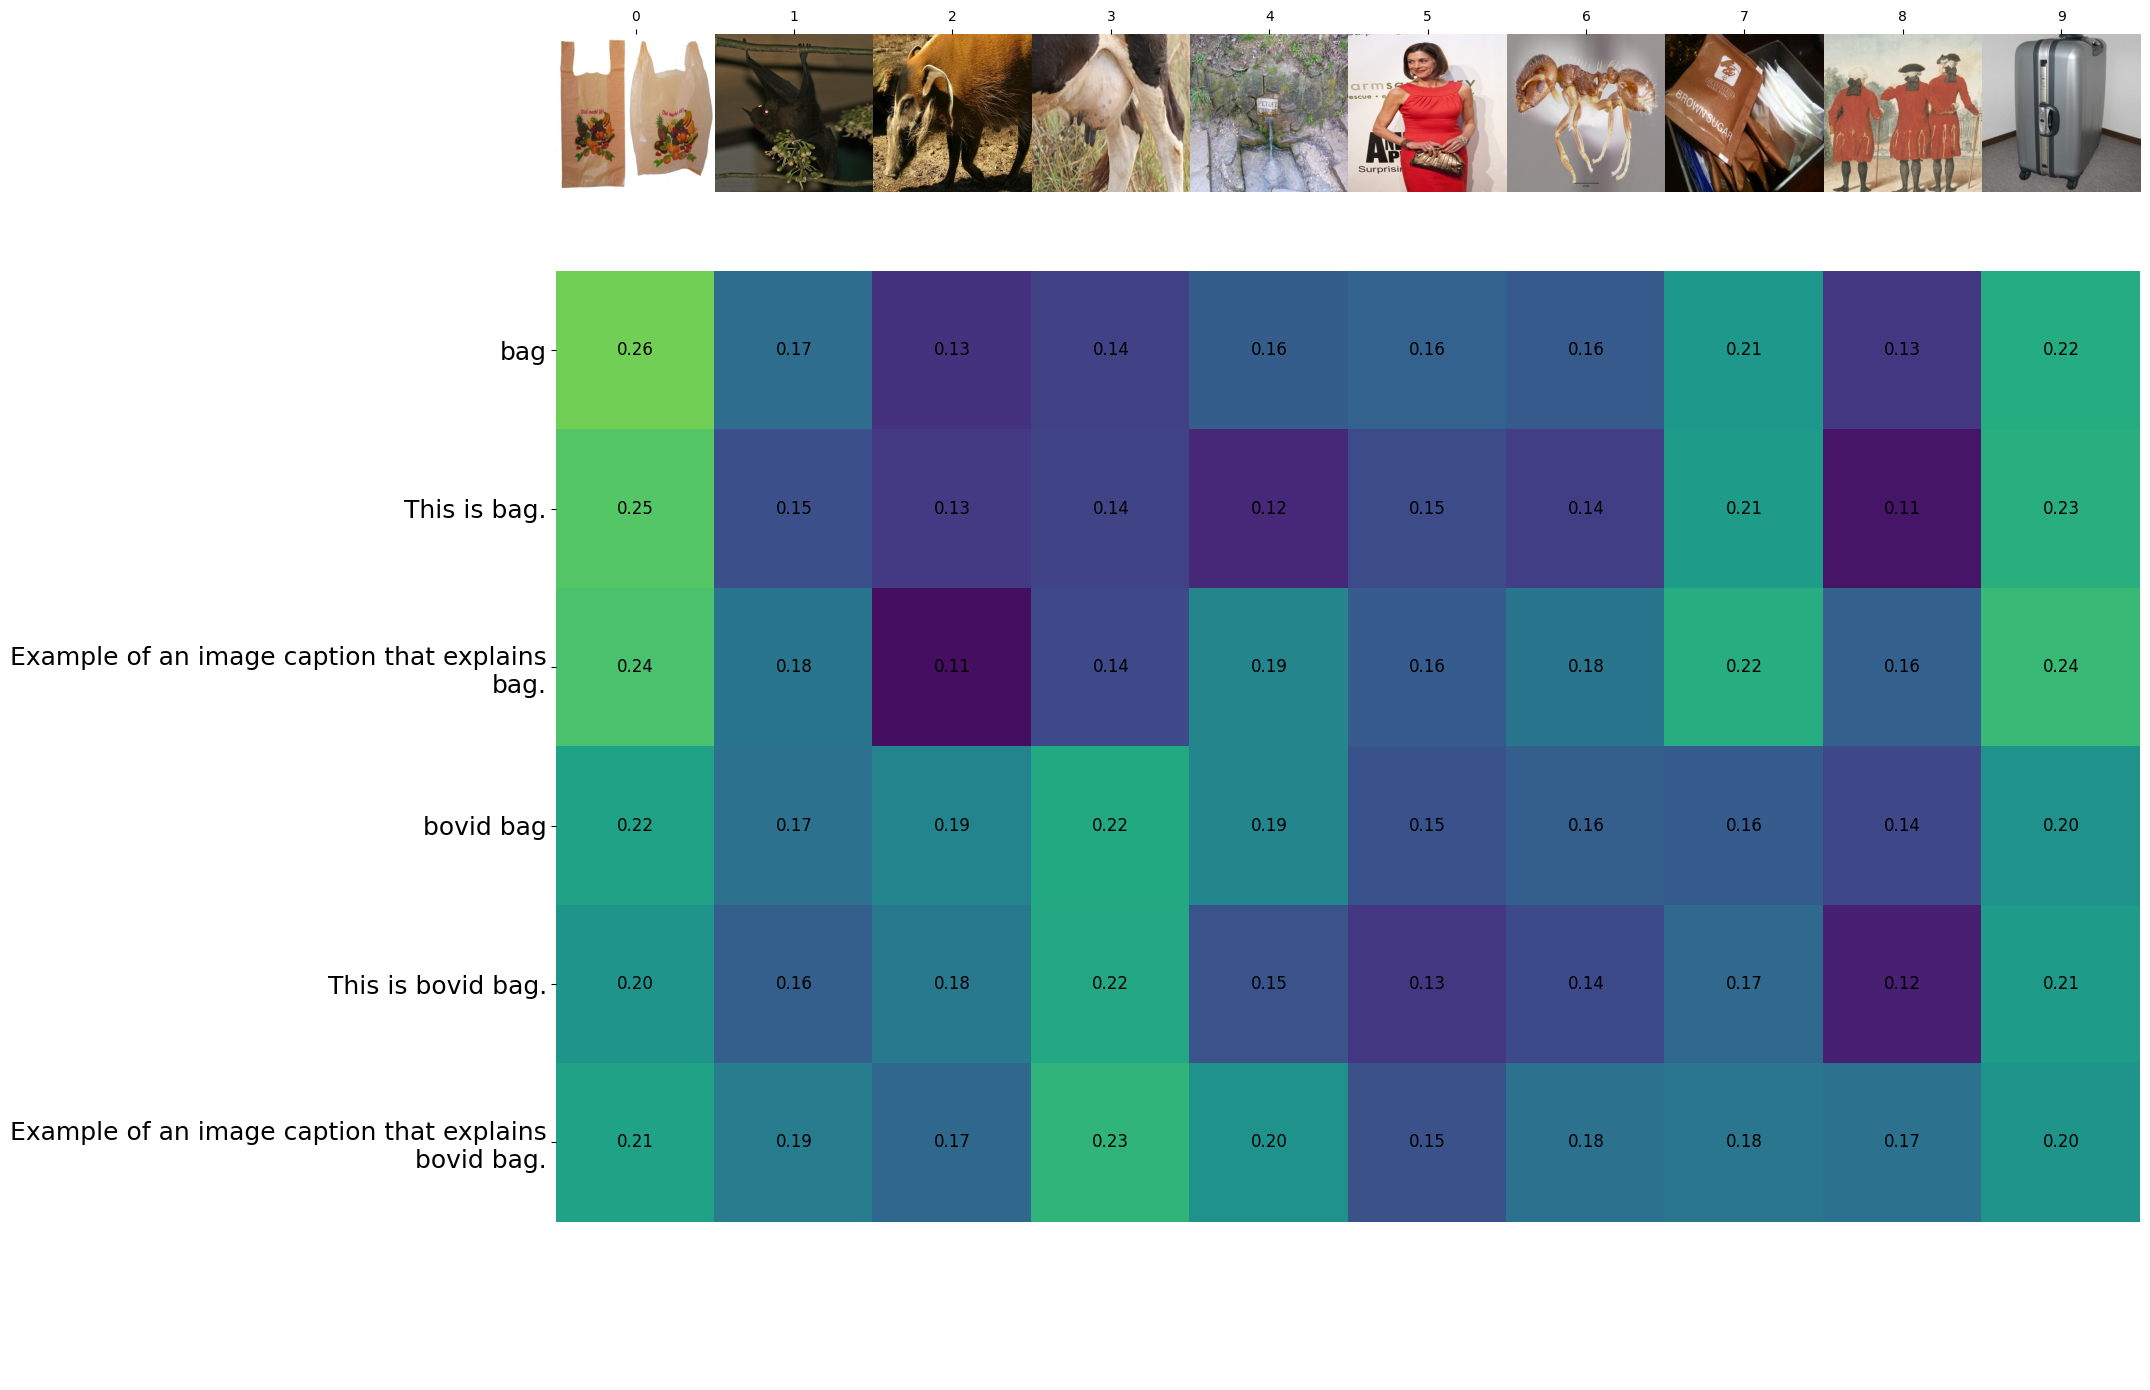 0 1 2 3 4 5 6 7 8 9
arms
escue • e
AN
AP
Surprisin
BROWN SUGAR
bag 0.26 0.17 0.13 0.14 0.16 0.16 0.16 0.21 0.13 0.22
This is bag. 0.25 0.15 0.13 0.14 0.12 0.15 0.14 0.21 0.11 0.23
Example of an image caption that explains
bag. 0.24 0.18 0.11 0.14 0.19 0.16 0.18 0.22 0.16 0.24
bovid bag 0.22 0.17 0.19 0.22 0.19 0.15 0.16 0.16 0.14 0.20
This is bovid bag. 0.20 0.16 0.18 0.22 0.15 0.13 0.14 0.17 0.12 0.21
Example of an image caption that explains
bovid bag. 0.21 0.19 0.17 0.23 0.20 0.15 0.18 0.18 0.17 0.20